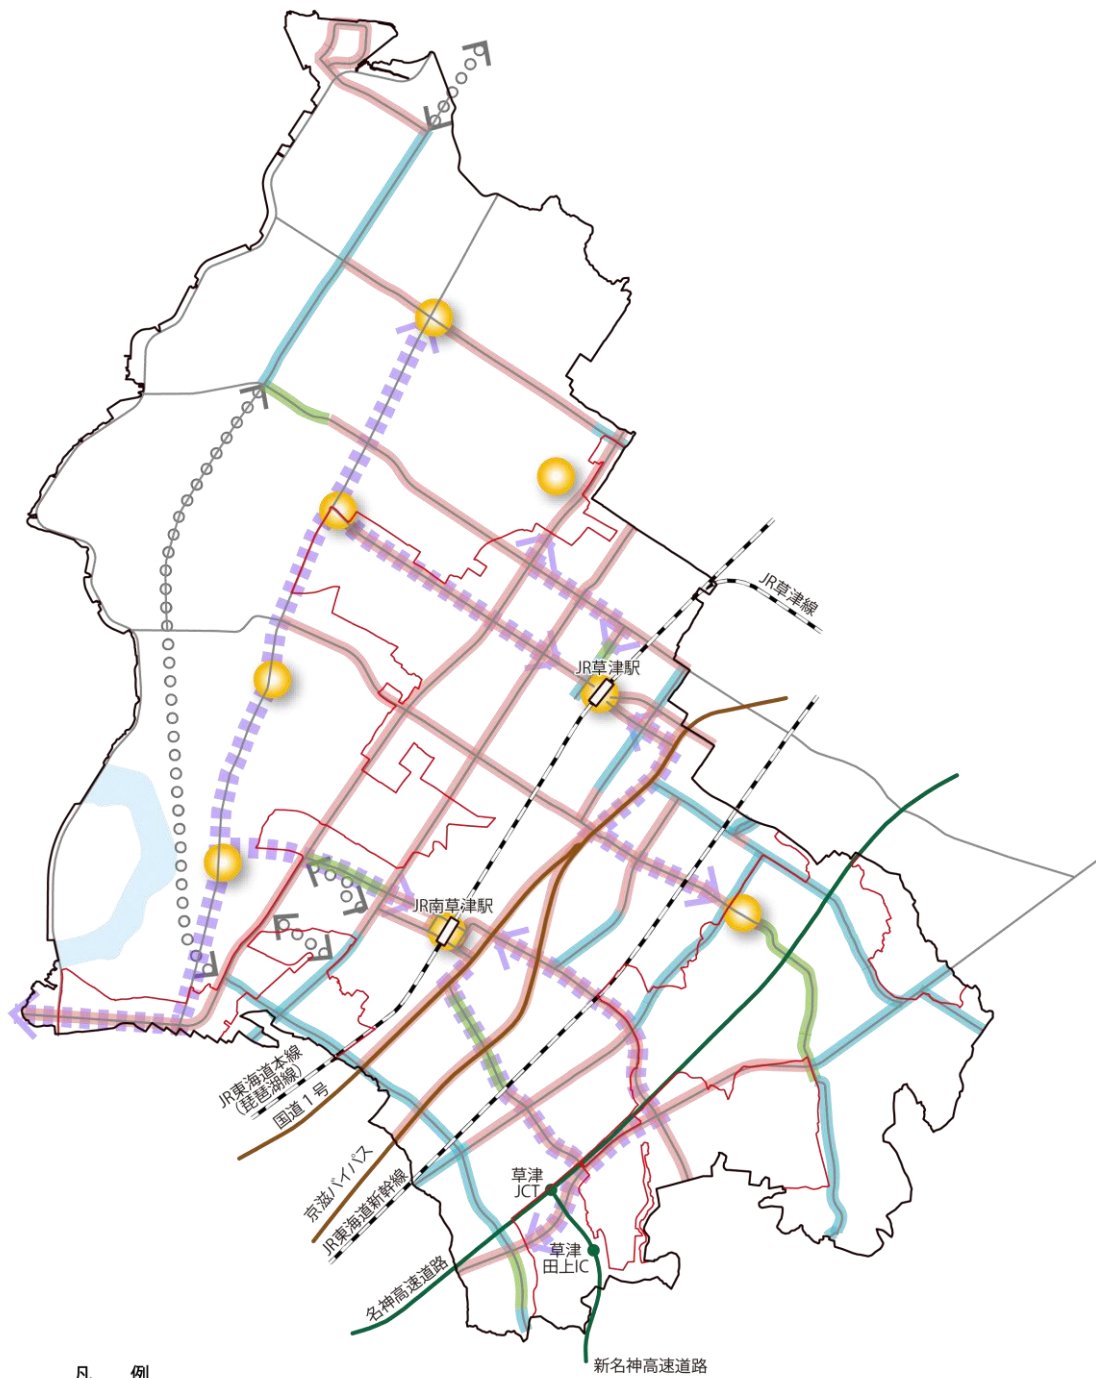 JR草津線
JR草津駅
JR南草津駅
JR東海道本線
（琵琶湖線）
国道１号
京滋バイパス
JR東海道新幹線
草津
JCT
草津
田上IC
名神高速道路
新名神高速道路
凡　例